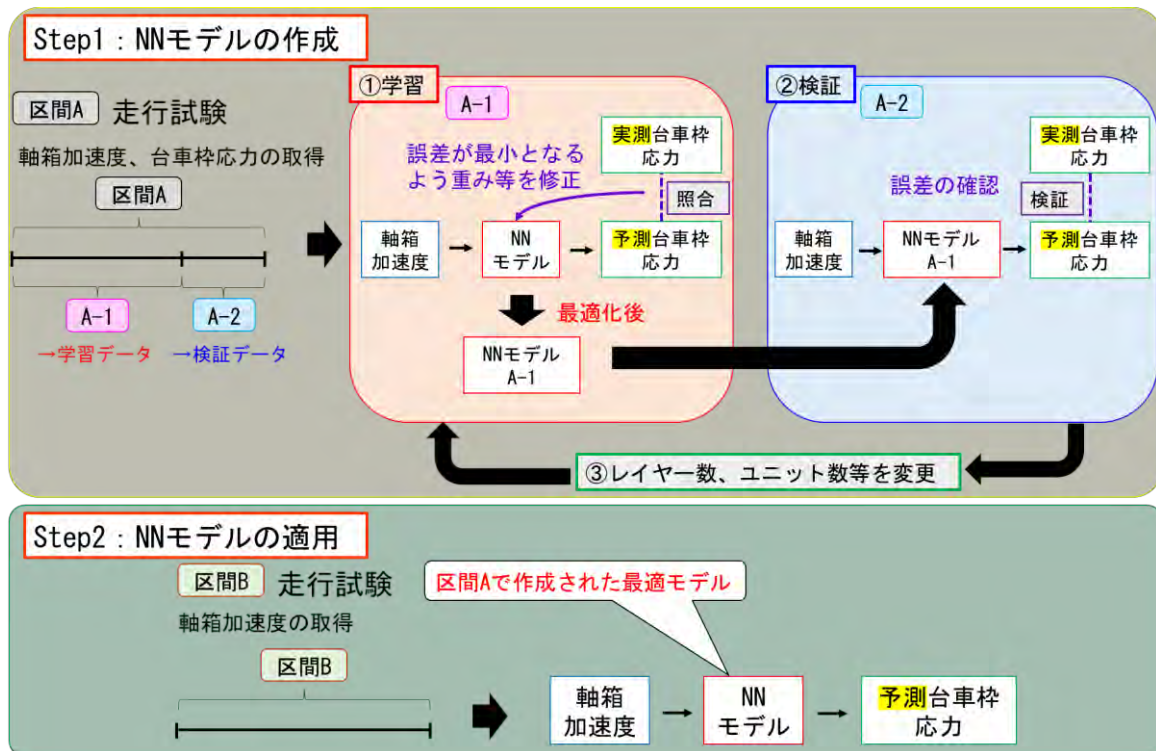 Step1：NNモデルの作成
区間A 走行試験
軸箱加速度、台車枠応力の取得
区間A
A-1
A-2
→学習データ
→検証データ
①学習
A-1
実測台車枠
応力
誤差が最小となる
よう重み等を修正
照合
軸箱
加速度
NN
モデル
予測台車枠
応力
最適化後
NNモデル
A-1
②検証
A-2
実測台車枠
応力
誤差の確認
検証
軸箱
加速度
NNモデル
A-1
予測台車枠
応力
③レイヤー数、ユニット数等を変更
Step2：NNモデルの適用
区間B 走行試験
軸箱加速度の取得
区間B
区間Aで作成された最適モデル
軸箱
加速度
NN
モデル
予測台車枠
応力